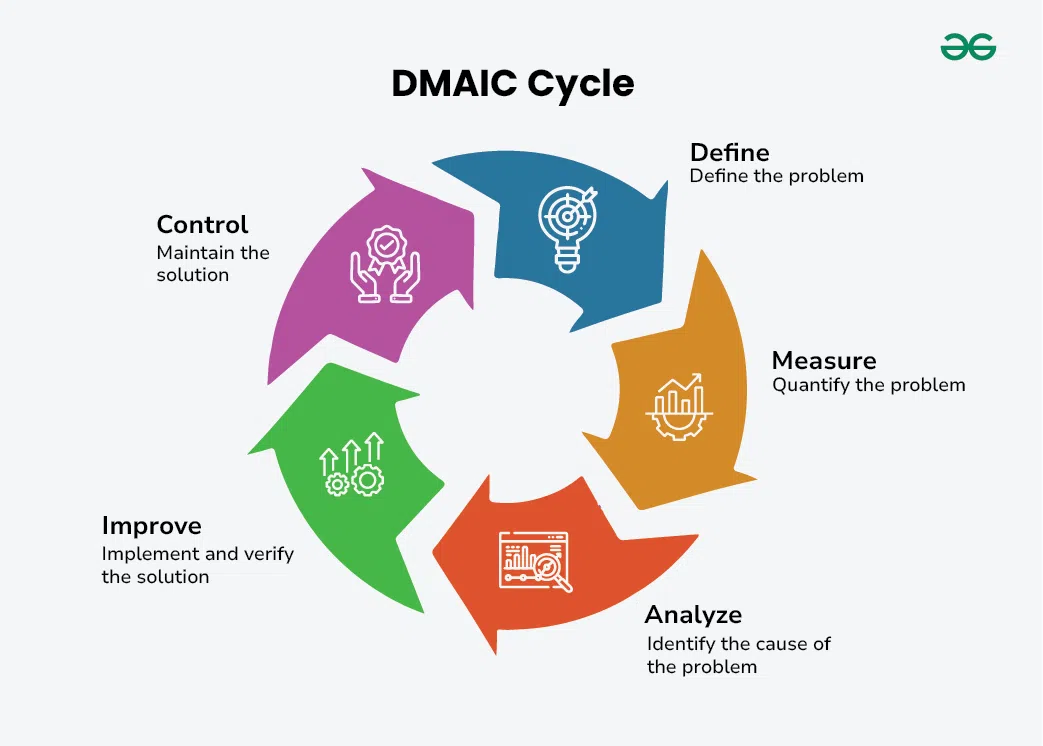 DMAIC Cycle
Define
Define the problem
Measure
Quantify the problem
Analyze
Identify the cause of
the problem
Improve
Implement and verify
the solution
Control
Maintain the
solution